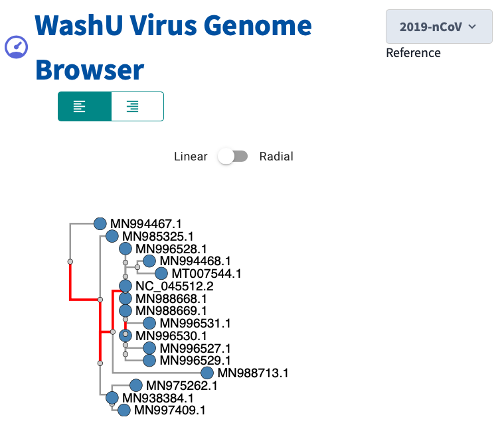 WashU Virus Genome
Browser
2019-nCoV
Reference
Linear Radial
MN994467.1
MN985325.1
MN996528.1
MN994468.1
MT007544.1
NC_045512.2
MN988668.1
MN988669.1
MN996531.1
MN996530.1
MN996527.1
MN996529.1
MN988713.1
MN975262.1
MN938384.1
MN997409.1